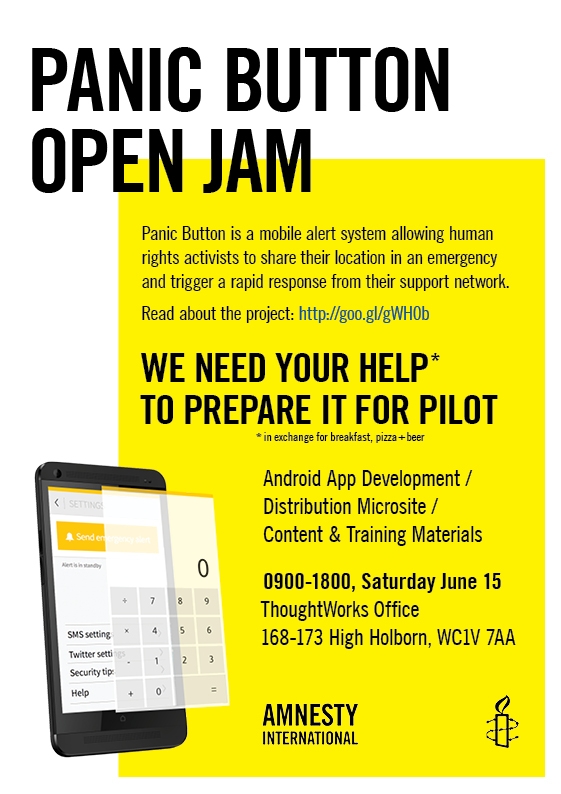 PANIC BUTTON
OPEN JAM
Panic Button is a mobile alert system allowing human
rights activists to share their location in an emergency
and trigger a rapid response from their support network.
Read about the project: http://goo.gl/gWH0b
WE NEED YOUR HELP*
TO PREPARE IT FOR PILOT
* in exchange for breakfast, pizza+beer
Android App Development /
Distribution Microsite /
Content & Training Materials
0900-1800, Saturday June 15
ThoughtWorks Office
168-173 High Holborn, WC1V 7AA
< SETTINGS
Send emergency alert
Alert is in standby
SMS setting
Twitter settings
Security tips
Help
0
÷ 7 8 9
× 4 5 6
- 1 2 3
+ 0 =
AMNESTY
INTERNATIONAL